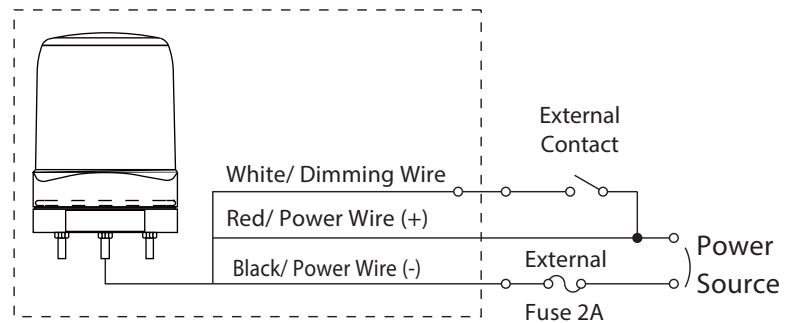 External
Contact
White/ Dimming Wire
Red/ Power Wire (+)
Black/ Power Wire (-)
External
Fuse 2A
Power
Source